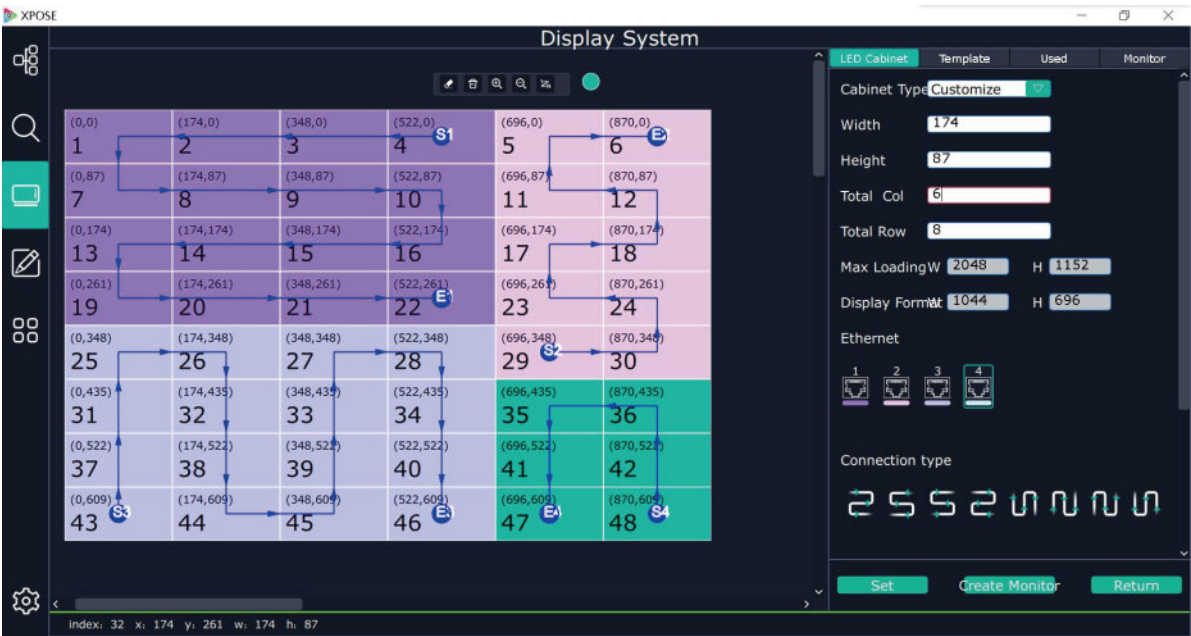 XPOSE
Display System
LED Cabinet Template Used Monitor
Cabinet Type Customize
Width 174
Height 87
Total Col 6
Total Row 8
Max Loading W 2048 H 1152
Display Format W 1044 H 696
Ethernet
1 2 3 4
Connection type
Set Create Monitor Return
(0,0) (174,0) (348,0) (522,0) (696,0) (870,0)
1 2 3 4 S1 5 6 E2
(0,87) (174,87) (348,87) (522,87) (696,87) (870,87)
7 8 9 10 11 12
(0,174) (174,174) (348,174) (522,174) (696,174) (870,174)
13 14 15 16 17 18
(0,261) (174,261) (348,261) (522,261) (696,261) (870,261)
19 20 21 22 E1 23 24
(0,348) (174,348) (348,348) (522,348) (696,348) (870,348)
25 26 27 28 29 S2 30
(0,435) (174,435) (348,435) (522,435) (696,435) (870,435)
31 32 33 34 35 36
(0,522) (174,522) (348,522) (522,522) (696,522) (870,522)
37 38 39 40 41 42
(0,609) (174,609) (348,609) (522,609) (696,609) (870,609)
43 S3 44 45 46 E3 47 E4 48 S4
index: 32 x: 174 y: 261 w: 174 h: 87